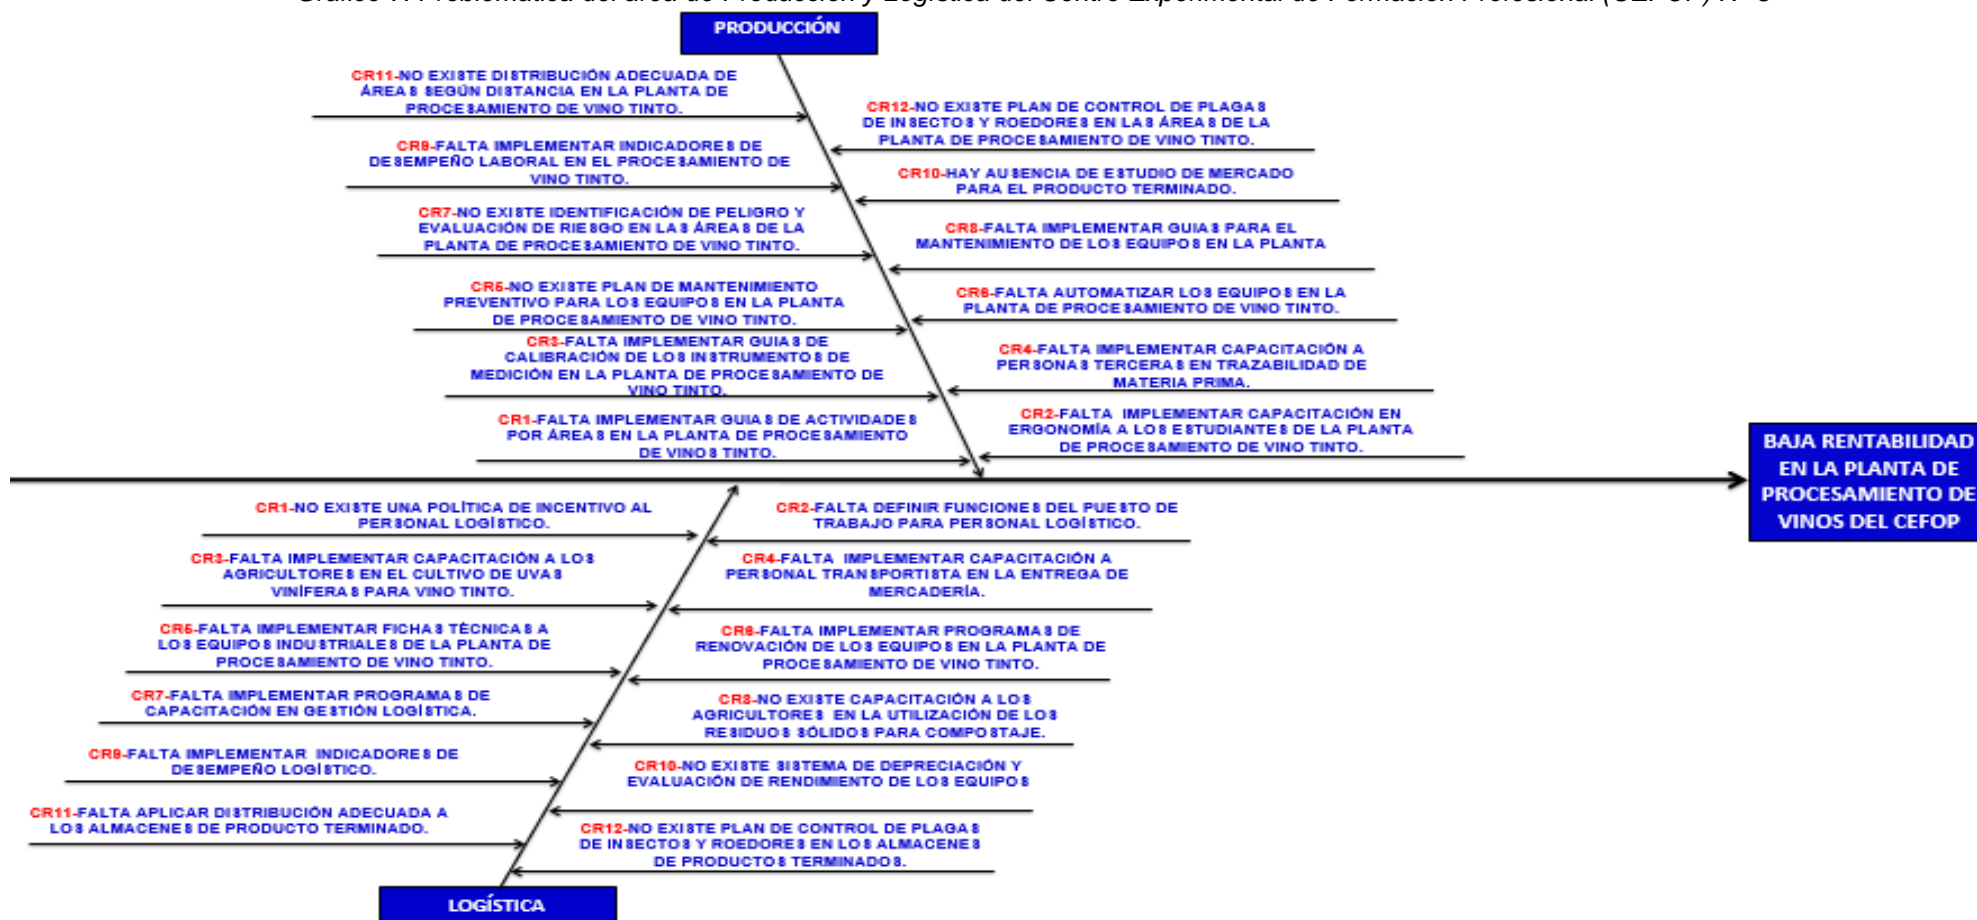 Gráfico Problemática del área de Producción y Logística del Centro Experimental de Formación Profesional (CEFOP) N°
PRODUCCIÓN
CR11-NO EXISTE DISTRIBUCIÓN ADECUADA DE
ÁREAS SEGÚN DISTANCIA EN LA PLANTA DE
PROCESAMIENTO DE VINO TINTO.
CR12-NO EXISTE PLAN DE CONTROL DE PLAGAS
DE INSECTOS Y ROEDORES EN LAS ÁREAS DE LA
PLANTA DE PROCESAMIENTO DE VINO TINTO.
CR9-FALTA IMPLEMENTAR INDICADORES DE
DESEMPEÑO LABORAL EN EL PROCESAMIENTO DE
VINO TINTO.
CR10-HAY AUSENCIA DE ESTUDIO DE MERCADO
PARA EL PRODUCTO TERMINADO.
CR7-NO EXISTE IDENTIFICACIÓN DE PELIGRO Y
EVALUACIÓN DE RIESGO EN LAS ÁREAS DE LA
PLANTA DE PROCESAMIENTO DE VINO TINTO.
CR8-FALTA IMPLEMENTAR GUIAS PARA EL
MANTENIMIENTO DE LOS EQUIPOS EN LA PLANTA
CR5-NO EXISTE PLAN DE MANTENIMIENTO
PREVENTIVO PARA LOS EQUIPOS EN LA PLANTA
DE PROCESAMIENTO DE VINO TINTO.
CR6-FALTA AUTOMATIZAR LOS EQUIPOS EN LA
PLANTA DE PROCESAMIENTO DE VINO TINTO.
CR3-FALTA IMPLEMENTAR GUIAS DE
CALIBRACIÓN DE LOS INSTRUMENTOS DE
MEDICIÓN EN LA PLANTA DE PROCESAMIENTO DE
VINO TINTO.
CR4-FALTA IMPLEMENTAR CAPACITACIÓN A
PERSONAS TERCERAS EN TRAZABILIDAD DE
MATERIA PRIMA.
CR1-FALTA IMPLEMENTAR GUIAS DE ACTIVIDADES
POR ÁREAS EN LA PLANTA DE PROCESAMIENTO
DE VINOS TINTO.
CR2-FALTA IMPLEMENTAR CAPACITACIÓN EN
ERGONOMÍA A LOS ESTUDIANTES DE LA PLANTA
DE PROCESAMIENTO DE VINO TINTO.
BAJA RENTABILIDAD
EN LA PLANTA DE
PROCESAMIENTO DE
VINOS DEL CEFOP
CR1-NO EXISTE UNA POLÍTICA DE INCENTIVO AL
PERSONAL LOGÍSTICO.
CR2-FALTA DEFINIR FUNCIONES DEL PUESTO DE
TRABAJO PARA PERSONAL LOGÍSTICO.
CR3-FALTA IMPLEMENTAR CAPACITACIÓN A LOS
AGRICULTORES EN EL CULTIVO DE UVAS
VINÍFERAS PARA VINO TINTO.
CR4-FALTA IMPLEMENTAR CAPACITACIÓN A
PERSONAL TRANSPORTISTA EN LA ENTREGA DE
MERCADERÍA.
CR5-FALTA IMPLEMENTAR FICHAS TÉCNICAS A
LOS EQUIPOS INDUSTRIALES DE LA PLANTA DE
PROCESAMIENTO DE VINO TINTO.
CR6-FALTA IMPLEMENTAR PROGRAMAS DE
RENOVACIÓN DE LOS EQUIPOS EN LA PLANTA DE
PROCESAMIENTO DE VINO TINTO.
CR7-FALTA IMPLEMENTAR PROGRAMAS DE
CAPACITACIÓN EN GESTIÓN LOGÍSTICA.
CR8-NO EXISTE CAPACITACIÓN A LOS
AGRICULTORES EN LA UTILIZACIÓN DE LOS
RESIDUOS SÓLIDOS PARA COMPOSTAJE.
CR9-FALTA IMPLEMENTAR INDICADORES DE
DESEMPEÑO LOGÍSTICO.
CR10-NO EXISTE SISTEMA DE DEPRECIACIÓN Y
EVALUACIÓN DE RENDIMIENTO DE LOS EQUIPOS
CR11-FALTA APLICAR DISTRIBUCIÓN ADECUADA A
LOS ALMACENES DE PRODUCTO TERMINADO.
CR12-NO EXISTE PLAN DE CONTROL DE PLAGAS
DE INSECTOS Y ROEDORES EN LOS ALMACENES
DE PRODUCTOS TERMINADOS.
LOGÍSTICA